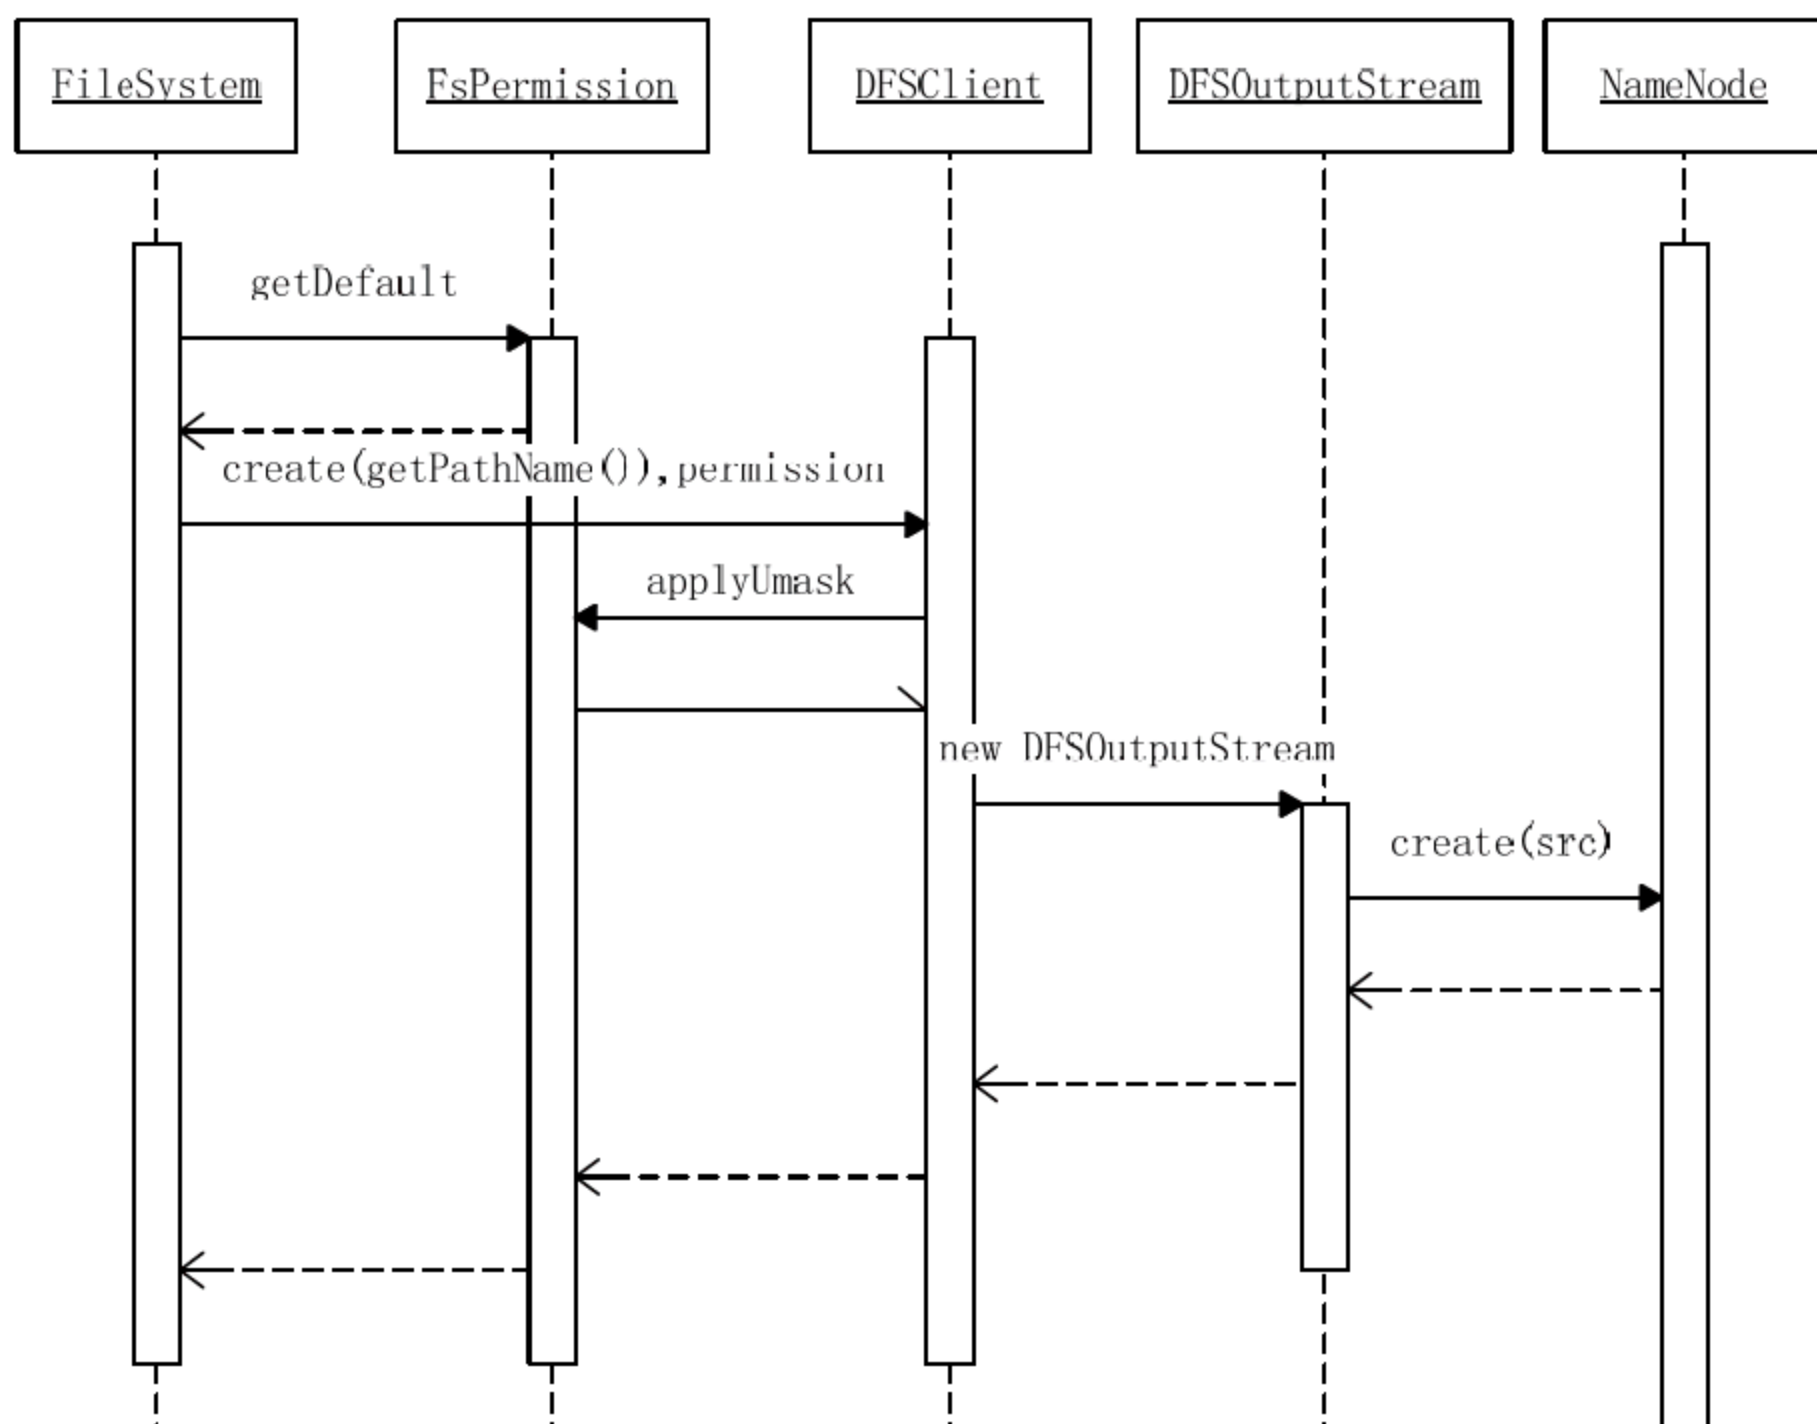 FileSystem
FsPermission
DFSClient
DFSOutputStream
NameNode
getDefault
create(getPathName()),permission
applyUmask
new DFSOutputStream
create(src)